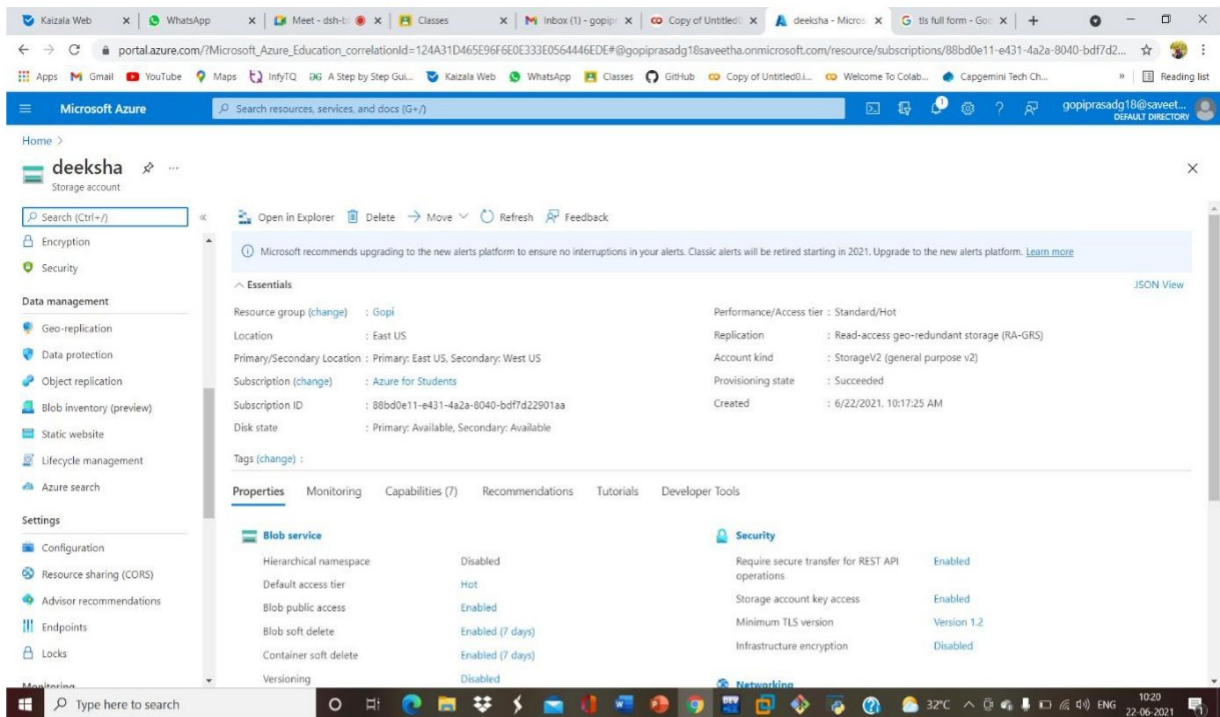 Kaizala Web
WhatsApp
Meet - dsh-b
Classes
Inbox (1) - gopip
Copy of Untitled
deeksha - Micros
tls full form - Goo
portal.azure.com/?Microsoft_Azure_Education_correlationId=124A31D465E96F6E0E333E0564446EDE#@gopiprasadg18saveetha.onmicrosoft.com/resource/subscriptions/88bd0e11-e431-4a2a-8040-bdf7d2...
Apps Gmail YouTube Maps InfyTQ A Step by Step Gui... Kaizala Web WhatsApp Classes GitHub Copy of Untitled0.i... Welcome To Colab... Capgemini Tech Ch... » Reading list
Microsoft Azure
Search resources, services, and docs (G+/)
1
gopiprasadg18@saveet...
DEFAULT DIRECTORY
Home >
deeksha ...
Storage account
Search (Ctrl+/)
«
Encryption
Security
Data management
Geo-replication
Data protection
Object replication
Blob inventory (preview)
Static website
Lifecycle management
Azure search
Settings
Configuration
Resource sharing (CORS)
Advisor recommendations
Endpoints
Locks
Monitoring
Open in Explorer Delete Move Refresh Feedback
Microsoft recommends upgrading to the new alerts platform to ensure no interruptions in your alerts. Classic alerts will be retired starting in 2021. Upgrade to the new alerts platform. Learn more
Essentials
JSON View
Resource group (change) : Gopi
Location : East US
Primary/Secondary Location : Primary: East US, Secondary: West US
Subscription (change) : Azure for Students
Subscription ID : 88bd0e11-e431-4a2a-8040-bdf7d22901aa
Disk state : Primary: Available, Secondary: Available
Performance/Access tier : Standard/Hot
Replication : Read-access geo-redundant storage (RA-GRS)
Account kind : StorageV2 (general purpose v2)
Provisioning state : Succeeded
Created : 6/22/2021, 10:17:25 AM
Tags (change) :
Properties Monitoring Capabilities (7) Recommendations Tutorials Developer Tools
Blob service
Hierarchical namespace Disabled
Default access tier Hot
Blob public access Enabled
Blob soft delete Enabled (7 days)
Container soft delete Enabled (7 days)
Versioning Disabled
Security
Require secure transfer for REST API Enabled
operations
Storage account key access Enabled
Minimum TLS version Version 1.2
Infrastructure encryption Disabled
Networking
Type here to search
32°C
ENG
10:20
22-06-2021